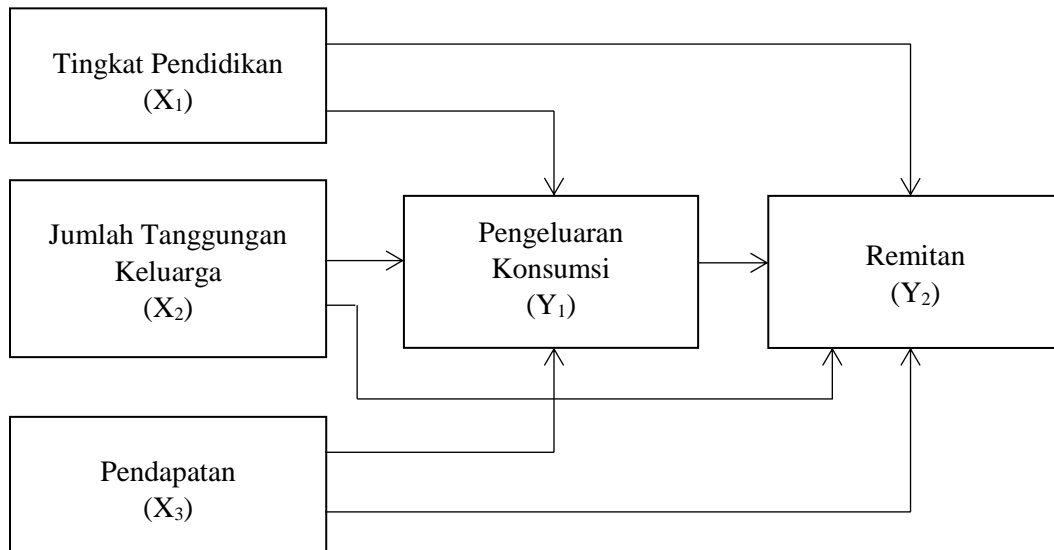 Tingkat Pendidikan
(X₁)
Jumlah Tanggungan
Keluarga
(X₂)
Pengeluaran
Konsumsi
(Y₁)
Remitan
(Y₂)
Pendapatan
(X₃)